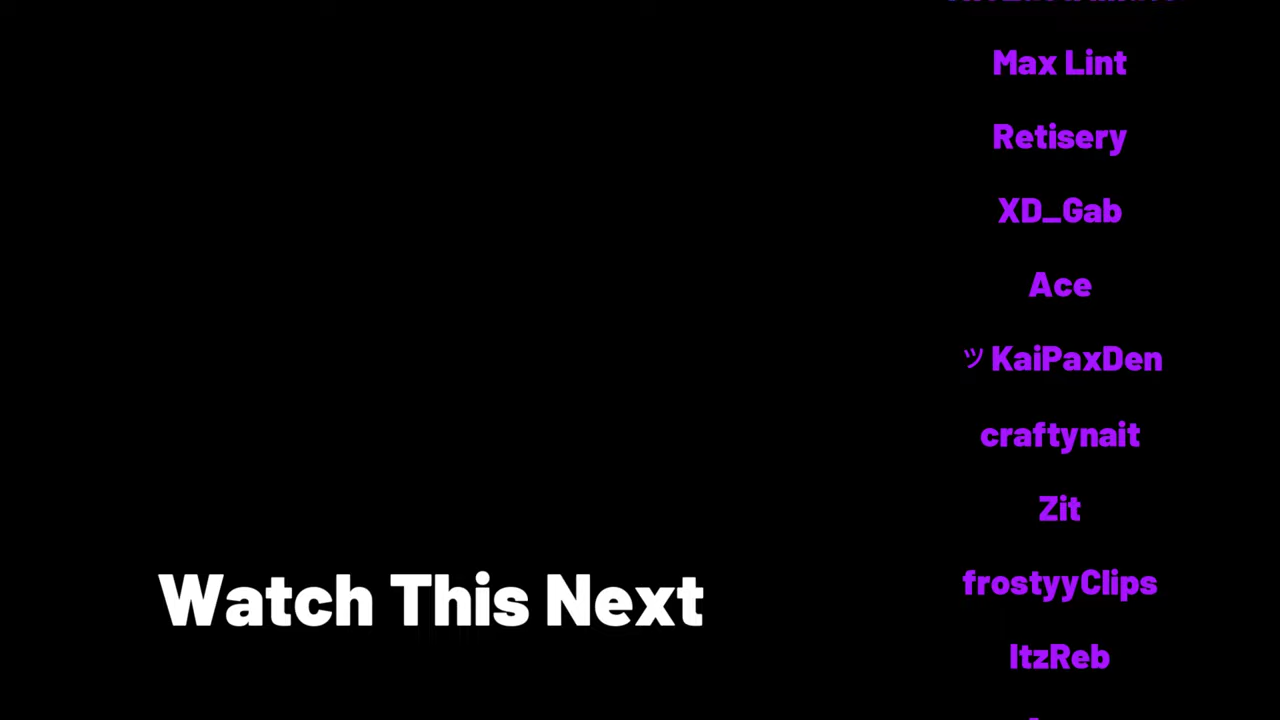 Max Lint
Retisery
XD_Gab
Ace
ツ KaiPaxDen
craftynait
Zit
frostyyClips
ItzReb
Watch This Next